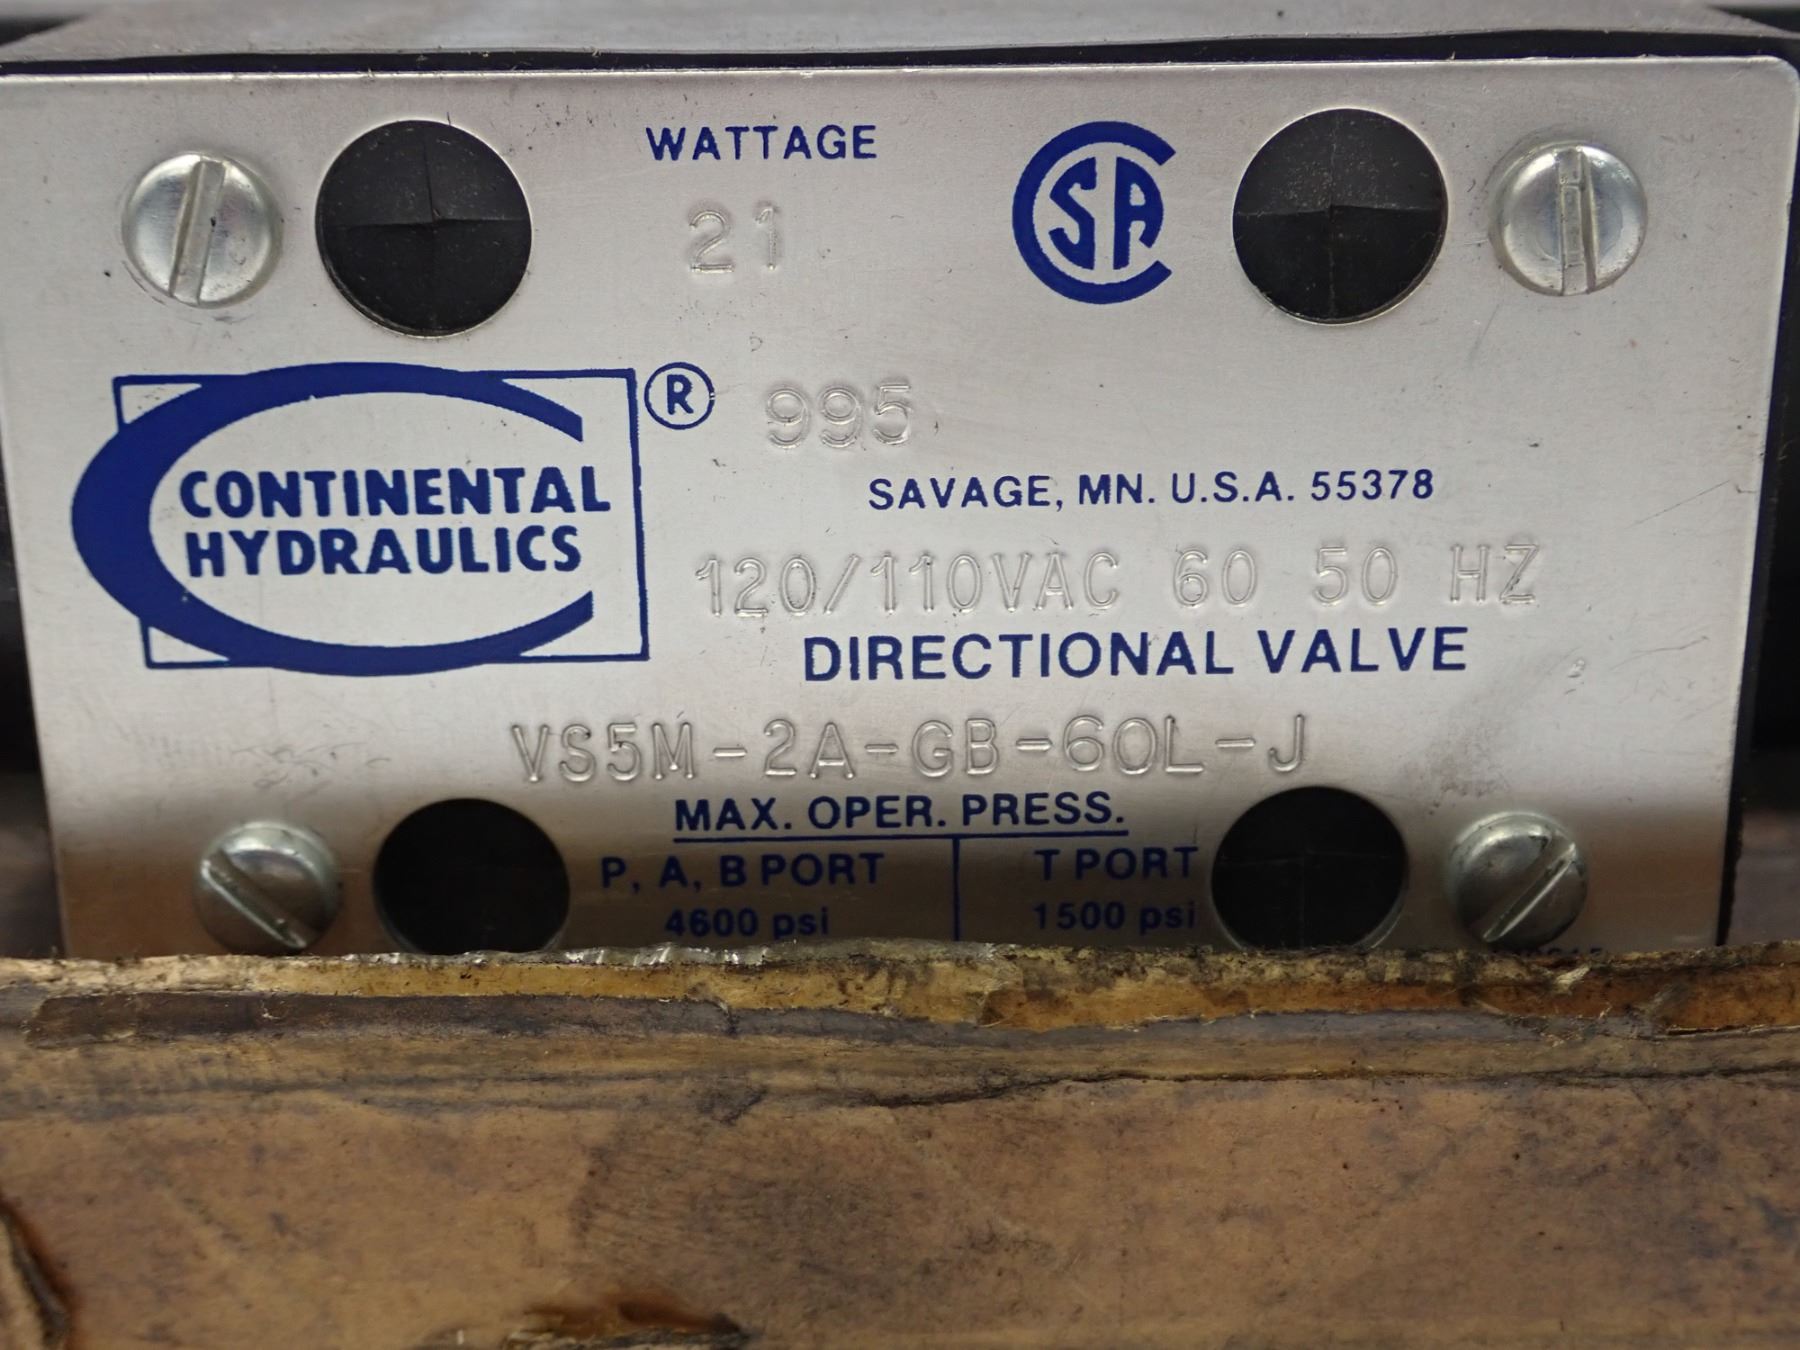 WATTAGE
21
CSA
CONTINENTAL
HYDRAULICS
®
995
SAVAGE, MN. U.S.A. 55378
120/110VAC 60 50 HZ
DIRECTIONAL VALVE
VS5M-2A-GB-60L-J
MAX. OPER. PRESS.
P, A, B PORT
T PORT
4600 psi
1500 psi